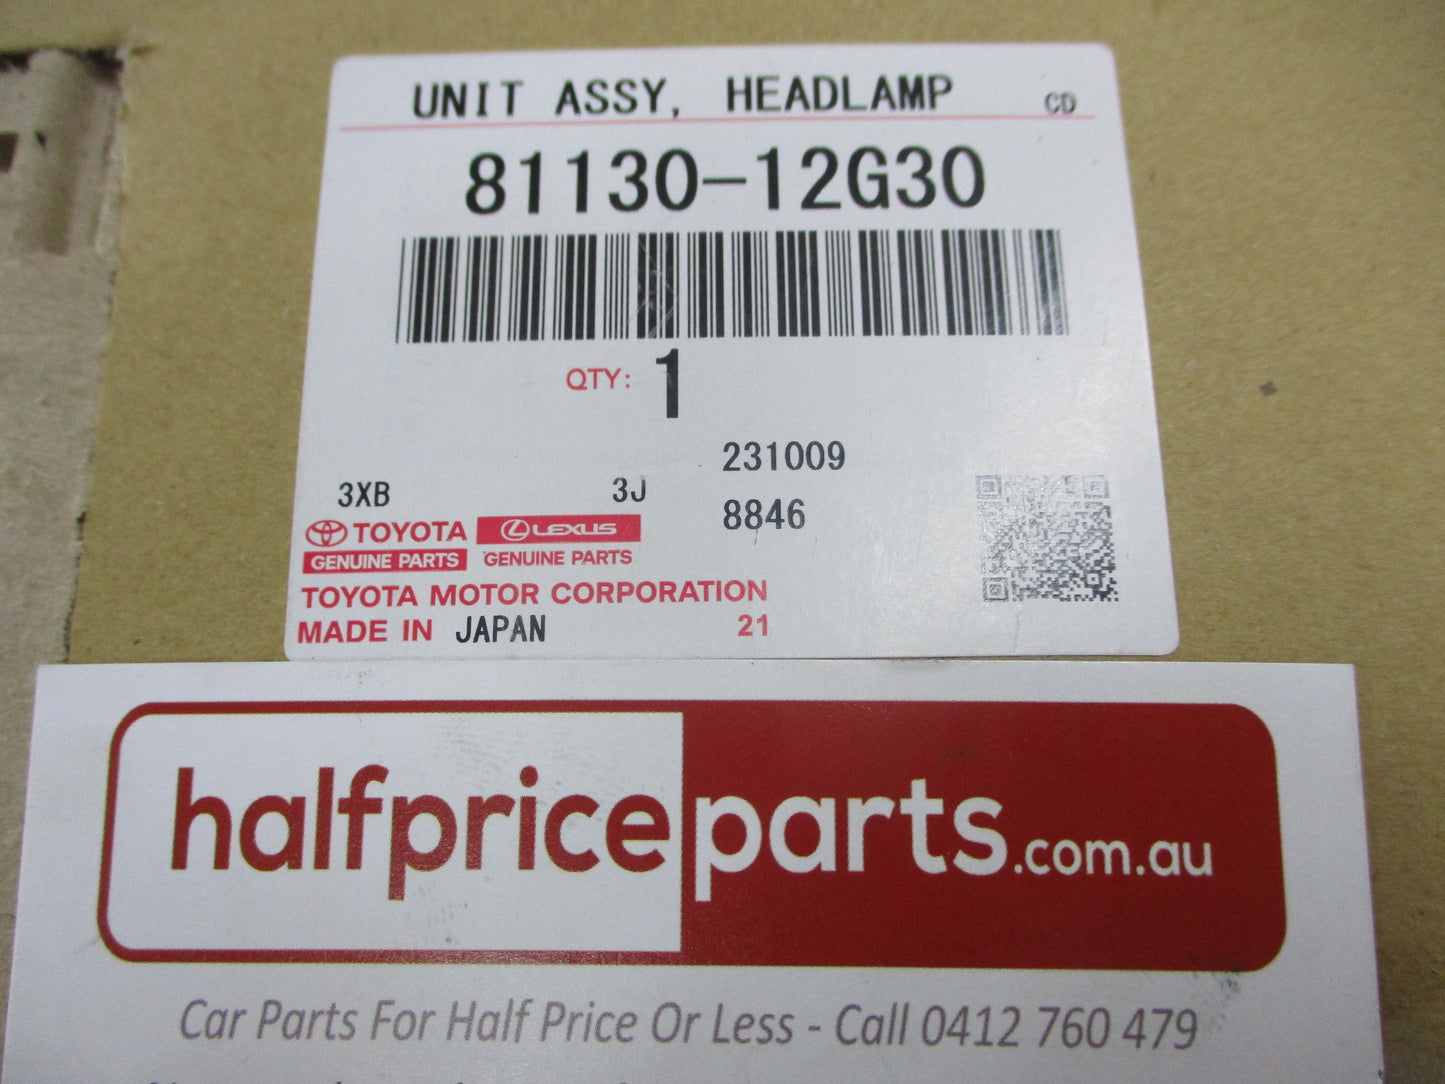 UNIT ASSY, HEADLAMP CD
81130-12G30
QTY: 1
231009
3XB 3J
8846
TOYOTA LEXUS
GENUINE PARTS GENUINE PARTS
TOYOTA MOTOR CORPORATION
MADE IN JAPAN 21
halfpriceparts.com.au
Car Parts For Half Price Or Less - Call 0412 760 479